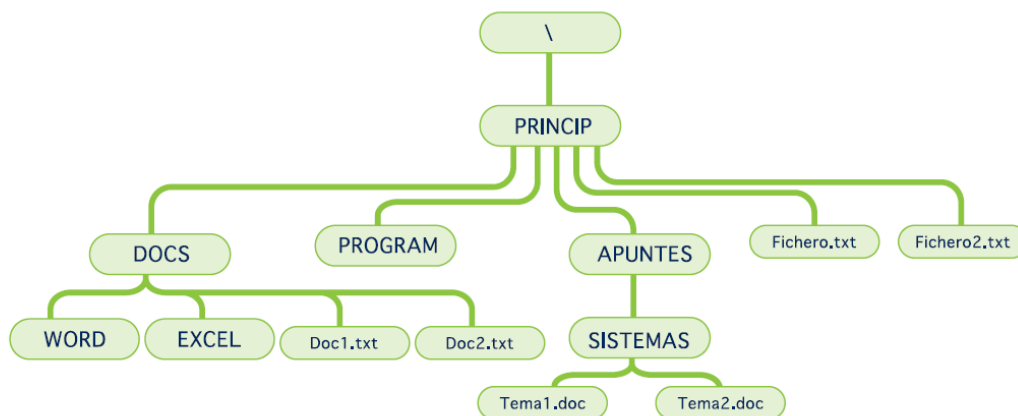 \
PRINCIP
DOCS
PROGRAM
APUNTES
Fichero.txt
Fichero2.txt
WORD
EXCEL
Doc1.txt
Doc2.txt
SISTEMAS
Tema1.doc
Tema2.doc